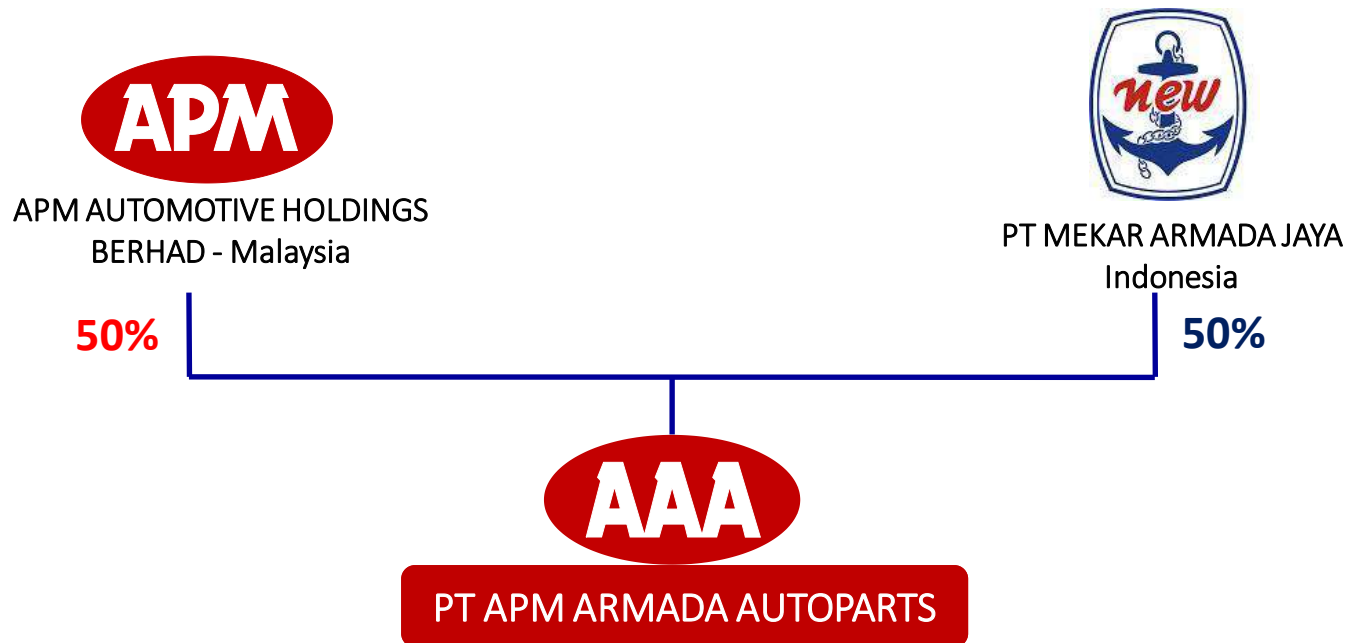 APM
APM AUTOMOTIVE HOLDINGS
BERHAD - Malaysia
50%
new
PT MEKAR ARMADA JAYA
Indonesia
50%
AAA
PT APM ARMADA AUTOPARTS